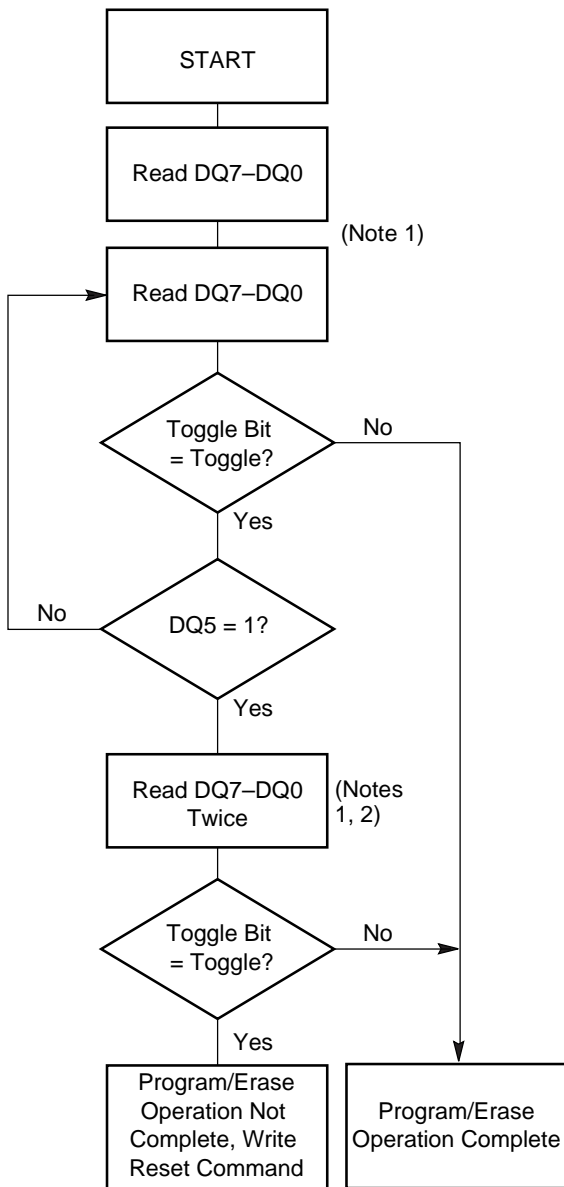 START
Read DQ7–DQ0
(Note 1)
Read DQ7–DQ0
Toggle Bit
= Toggle?
No
Yes
No
DQ5 = 1?
Yes
Read DQ7–DQ0
Twice
(Notes
1, 2)
Toggle Bit
= Toggle?
No
Yes
Program/Erase
Operation Not
Complete, Write
Reset Command
Program/Erase
Operation Complete